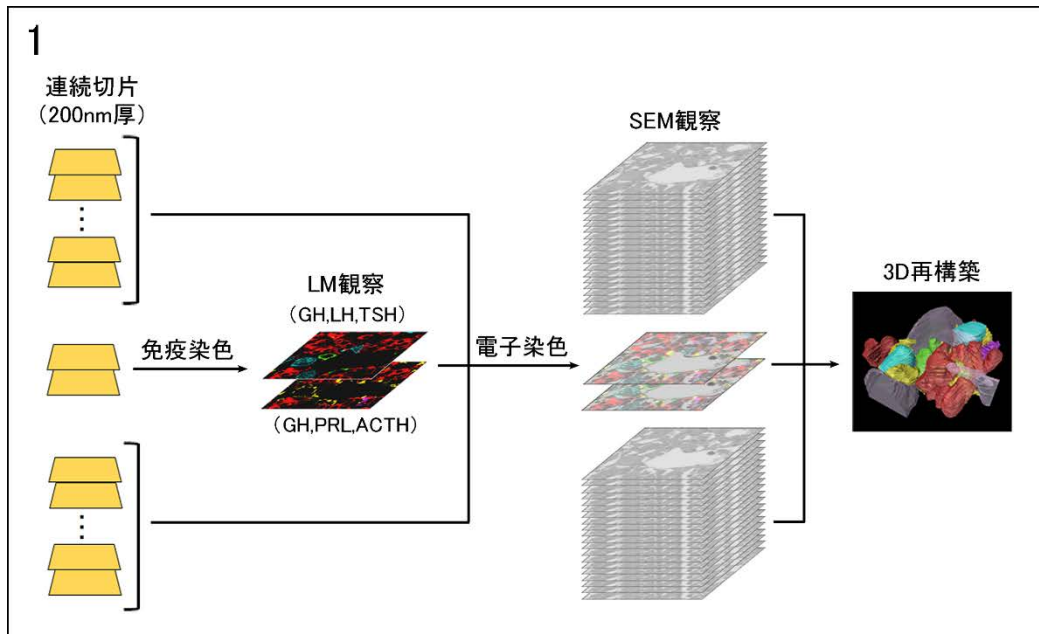 1
連続切片
（200nm厚）
SEM観察
LM観察
（GH,LH,TSH）
3D再構築
免疫染色
電子染色
（GH,PRL,ACTH）